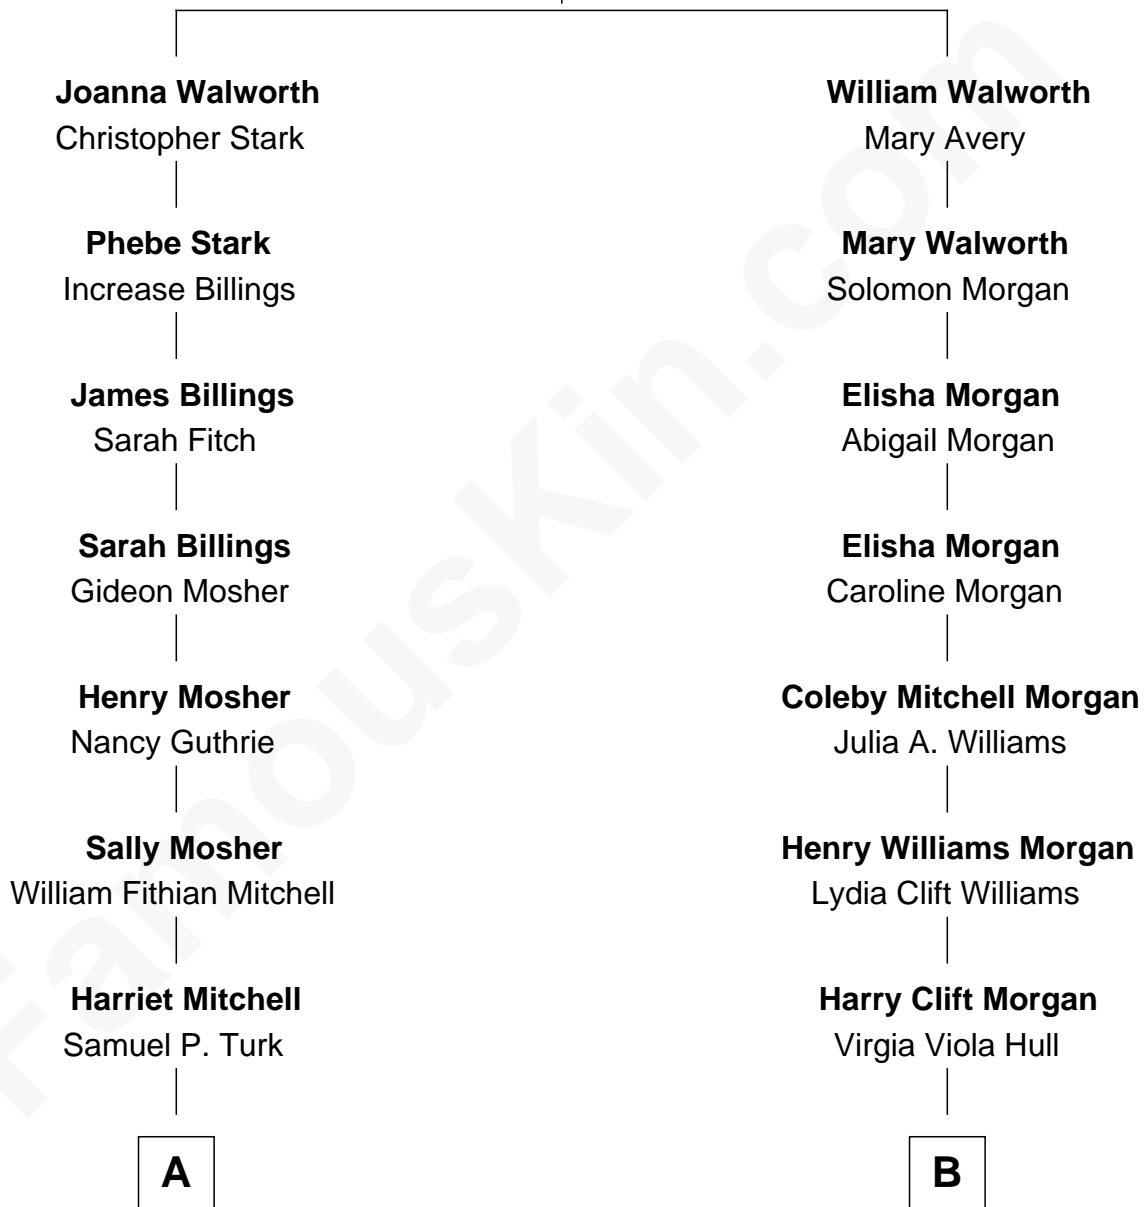 Joanna Walworth
Christopher Stark
William Walworth
Mary Avery
Phebe Stark
Increase Billings
Mary Walworth
Solomon Morgan
James Billings
Sarah Fitch
Elisha Morgan
Abigail Morgan
Sarah Billings
Gideon Mosher
Elisha Morgan
Caroline Morgan
Henry Mosher
Nancy Guthrie
Coleby Mitchell Morgan
Julia A. Williams
Sally Mosher
William Fithian Mitchell
Henry Williams Morgan
Lydia Clift Williams
Harriet Mitchell
Samuel P. Turk
Harry Clift Morgan
Virgia Viola Hull
A
B
FamousKin.com